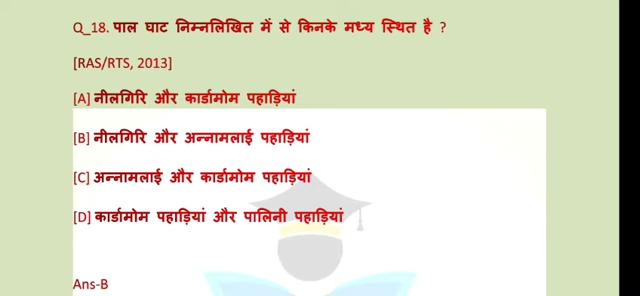 Q_18. पाल घाट निम्नलिखित में से किनके मध्य स्थित है ?
[RAS/RTS, 2013]
[A] नीलगिरि और कार्डामोम पहाड़ियां
[B] नीलगिरि और अन्नामलाई पहाड़ियां
[C] अन्नामलाई और कार्डामोम पहाड़ियां
[D] कार्डामोम पहाड़ियां और पालिनी पहाड़ियां
Ans-B